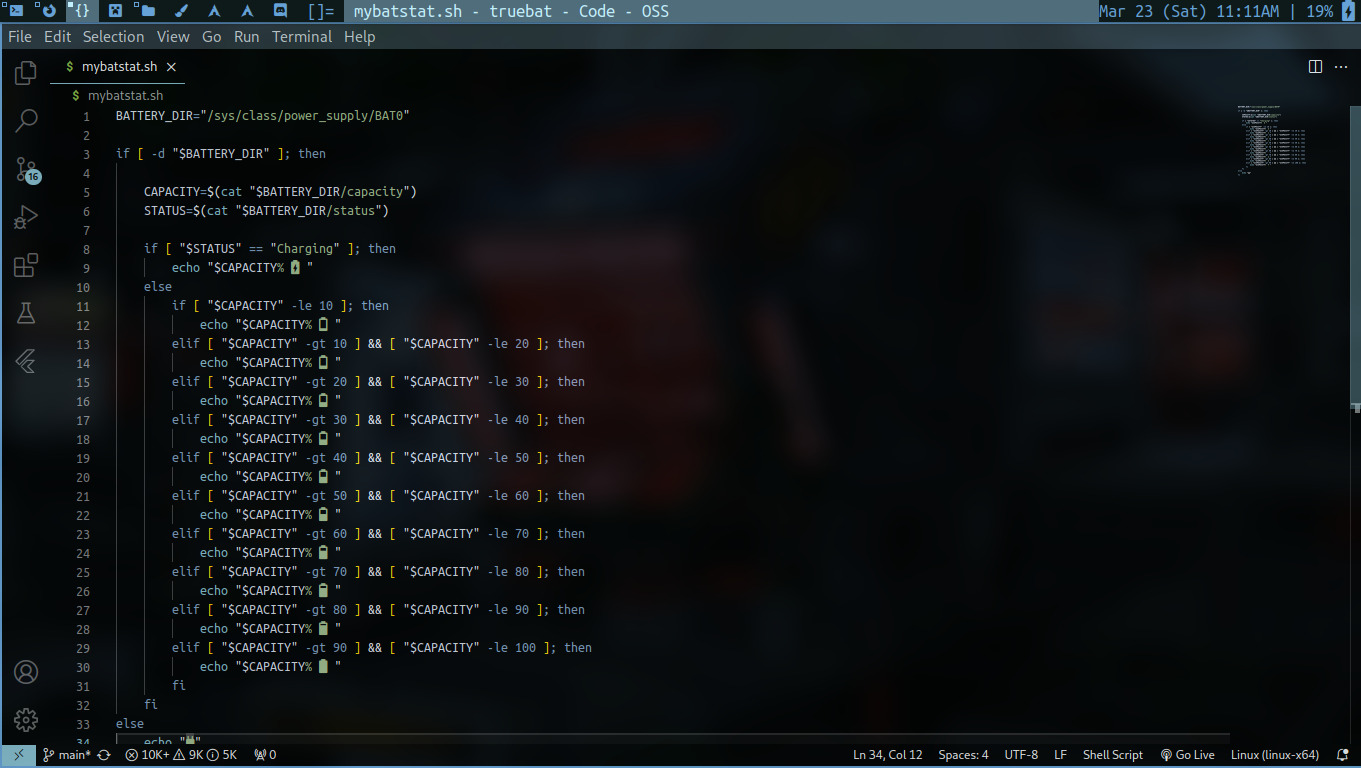 []= mybatstat.sh - truebat - Code - OSS Mar 23 (Sat) 11:11AM | 19%
File Edit Selection View Go Run Terminal Help
$ mybatstat.sh ×
$ mybatstat.sh
16
1 BATTERY_DIR="/sys/class/power_supply/BAT0"
2
3 if [ -d "$BATTERY_DIR" ]; then
4
5 CAPACITY=$(cat "$BATTERY_DIR/capacity")
6 STATUS=$(cat "$BATTERY_DIR/status")
7
8 if [ "$STATUS" == "Charging" ]; then
9 echo "$CAPACITY% "
10 else
11 if [ "$CAPACITY" -le 10 ]; then
12 echo "$CAPACITY% "
13 elif [ "$CAPACITY" -gt 10 ] && [ "$CAPACITY" -le 20 ]; then
14 echo "$CAPACITY% "
15 elif [ "$CAPACITY" -gt 20 ] && [ "$CAPACITY" -le 30 ]; then
16 echo "$CAPACITY% "
17 elif [ "$CAPACITY" -gt 30 ] && [ "$CAPACITY" -le 40 ]; then
18 echo "$CAPACITY% "
19 elif [ "$CAPACITY" -gt 40 ] && [ "$CAPACITY" -le 50 ]; then
20 echo "$CAPACITY% "
21 elif [ "$CAPACITY" -gt 50 ] && [ "$CAPACITY" -le 60 ]; then
22 echo "$CAPACITY% "
23 elif [ "$CAPACITY" -gt 60 ] && [ "$CAPACITY" -le 70 ]; then
24 echo "$CAPACITY% "
25 elif [ "$CAPACITY" -gt 70 ] && [ "$CAPACITY" -le 80 ]; then
26 echo "$CAPACITY% "
27 elif [ "$CAPACITY" -gt 80 ] && [ "$CAPACITY" -le 90 ]; then
28 echo "$CAPACITY% "
29 elif [ "$CAPACITY" -gt 90 ] && [ "$CAPACITY" -le 100 ]; then
30 echo "$CAPACITY% "
31 fi
32 fi
33 else
34 echo ""
main* 10K+ 9K 5K 0 Ln 34, Col 12 Spaces: 4 UTF-8 LF Shell Script Go Live Linux (linux-x64)